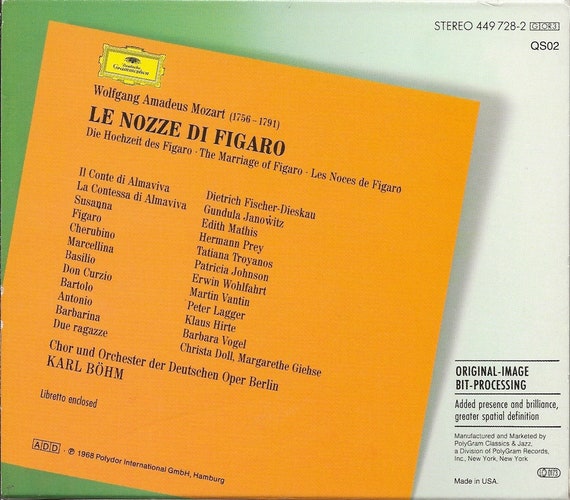 STEREO 449 728-2 GOR3
QS02
Deutsche
Grammophon
Wolfgang Amadeus Mozart (1756–1791)
LE NOZZE DI FIGARO
Die Hochzeit des Figaro · The Marriage of Figaro · Les Noces de Figaro
Il Conte di Almaviva Dietrich Fischer-Dieskau
La Contessa di Almaviva Gundula Janowitz
Susanna Edith Mathis
Figaro Hermann Prey
Cherubino Tatiana Troyanos
Marcellina Patricia Johnson
Basilio Erwin Wohlfahrt
Don Curzio Martin Vantin
Bartolo Peter Lagger
Antonio Klaus Hirte
Barbarina Barbara Vogel
Due ragazze Christa Doll, Margarethe Giehse
Chor und Orchester der Deutschen Oper Berlin
KARL BÖHM
Libretto enclosed
ADD ℗ 1968 Polydor International GmbH, Hamburg
ORIGINAL-IMAGE
BIT-PROCESSING
Added presence and brilliance,
greater spatial definition
Manufactured and Marketed by
PolyGram Classics & Jazz,
a Division of PolyGram Records,
Inc., New York, New York
Made in USA.